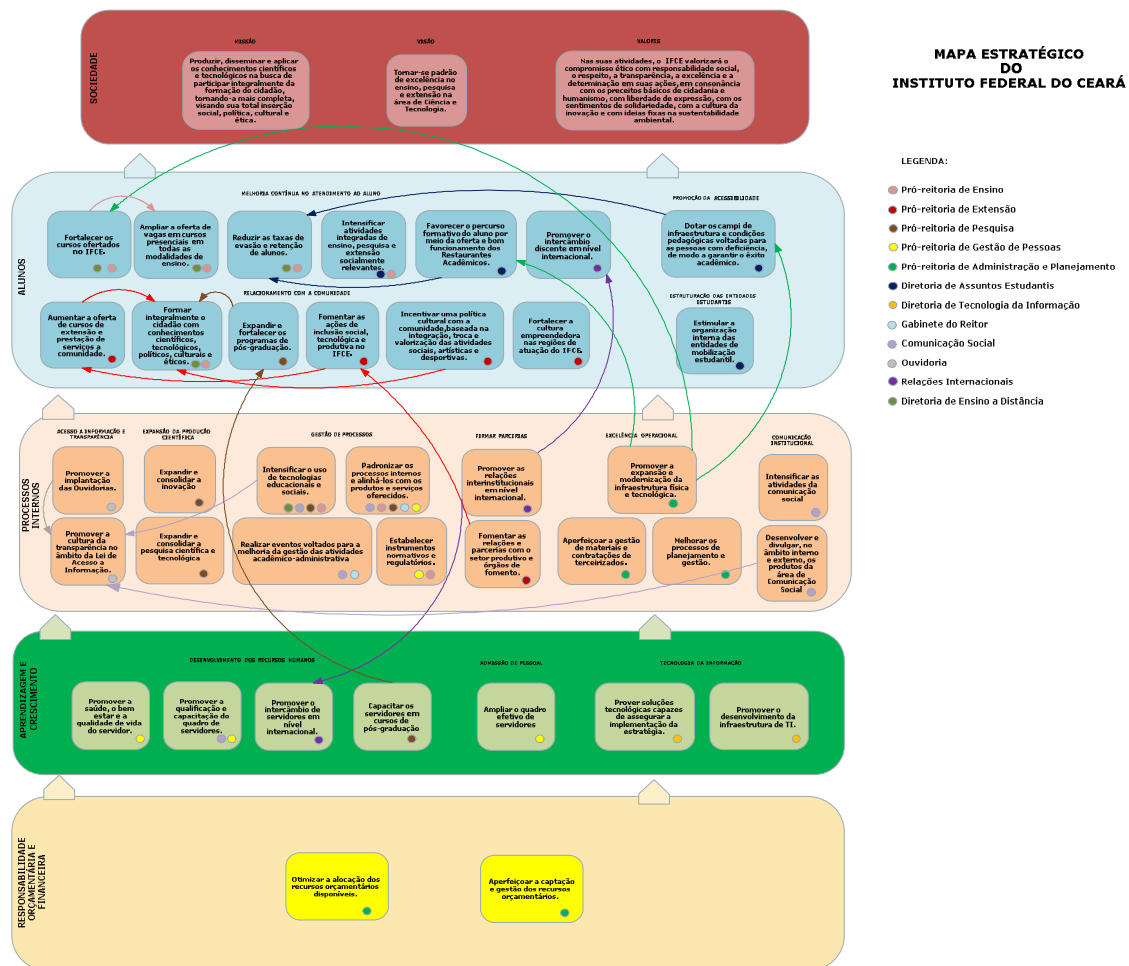 MAPA ESTRATÉGICO
DO
INSTITUTO FEDERAL DO CEARÁ
LEGENDA:
Pró-reitoria de Ensino
Pró-reitoria de Extensão
Pró-reitoria de Pesquisa
Pró-reitoria de Gestão de Pessoas
Pró-reitoria de Administração e Planejamento
Diretoria de Assuntos Estudantis
Diretoria de Tecnologia da Informação
Gabinete do Reitor
Comunicação Social
Ouvidoria
Relações Internacionais
Diretoria de Ensino a Distância
SOCIEDADE
MISSÃO
Produzir, disseminar e aplicar
os conhecimentos científicos
e tecnológicos na busca de
participar integralmente da
formação do cidadão,
tornando-a mais completa,
visando sua total inserção
social, política, cultural e
ética.
VISÃO
Tornar-se padrão
de excelência no
ensino, pesquisa
e extensão na
área de Ciência e
Tecnologia.
VALORES
Nas suas atividades, o IFCE valorizará o
compromisso ético com responsabilidade social,
o respeito, a transparência, a excelência e a
determinação em suas ações, em consonância
com os preceitos básicos de cidadania e
humanismo, com liberdade de expressão, com os
sentimentos de solidariedade, com a cultura da
inovação e com ideias fixas na sustentabilidade
ambiental.
ALUNOS
MELHORIA CONTÍNUA NO ATENDIMENTO AO ALUNO
Fortalecer os
cursos ofertados
no IFCE.
Ampliar a oferta de
vagas em cursos
presenciais em
todas as
modalidades de
ensino.
Reduzir as taxas de
evasão e retenção
de alunos.
Intensificar
atividades
integradas de
ensino, pesquisa e
extensão
socialmente
relevantes.
Favorecer o percurso
formativo do aluno por
meio da oferta e bom
funcionamento dos
Restaurantes
Acadêmicos.
Promover o
intercâmbio
discente em nível
internacional.
PROMOÇÃO DA ACESSIBILIDADE
Dotar os campi de
infraestrutura e condições
pedagógicas voltadas para
as pessoas com deficiência,
de modo a garantir o êxito
acadêmico.
RELACIONAMENTO COM A COMUNIDADE
Aumentar a oferta
de cursos de
extensão e
prestação de
serviços a
comunidade.
Formar
integralmente o
cidadão com
conhecimentos
científicos,
tecnológicos,
políticos, culturais e
éticos.
Expandir e
fortalecer os
programas de
pós-graduação.
Fomentar as
ações de
inclusão social,
tecnológica e
produtiva no
IFCE.
Incentivar uma política
cultural com a
comunidade,baseada na
integração, troca e
valorização das atividades
sociais, artísticas e
desportivas.
Fortalecer a
cultura
empreendedora
nas regiões de
atuação do IFCE.
ESTRUTURAÇÃO DAS ENTIDADES
ESTUDANTIS
Estimular a
organização
interna das
entidades de
mobilização
estudantil.
PROCESSOS
INTERNOS
ACESSO A INFORMAÇÃO E
TRANSPARÊNCIA
Promover a
implantação
das Ouvidorias.
Promover a
cultura da
transparência no
âmbito da Lei de
Acesso a
Informação.
EXPANSÃO DA PRODUÇÃO
CIENTÍFICA
Expandir e
consolidar a
inovação
Expandir e
consolidar a
pesquisa científica e
tecnológica
GESTÃO DE PROCESSOS
Intensificar o uso
de tecnologias
educacionais e
sociais.
Padronizar os
processos internos
e alinhá-los com os
produtos e serviços
oferecidos.
Realizar eventos voltados para a
melhoria da gestão das atividades
acadêmico-administrativa
Estabelecer
instrumentos
normativos e
regulatórios.
FIRMAR PARCERIAS
Promover as
relações
interinstitucionais
em nível
internacional.
Fomentar as
relações e
parcerias com o
setor produtivo e
órgãos de
fomento.
EXCELÊNCIA OPERACIONAL
Promover a
expansão e
modernização da
infraestrutura física
e tecnológica.
Aperfeiçoar a gestão
de materiais e
contratações de
terceirizados.
Melhorar os
processos de
planejamento e
gestão.
COMUNICAÇÃO
INSTITUCIONAL
Intensificar as
atividades da
comunicação
social
Desenvolver e
divulgar, no
âmbito interno
e externo, os
produtos da
área de
Comunicação
Social
APRENDIZAGEM E
CRESCIMENTO
DESENVOLVIMENTO DOS RECURSOS HUMANOS
Promover a
saúde, o bem
estar e a
qualidade de vida
do servidor.
Promover a
qualificação e
capacitação do
quadro de
servidores.
Promover o
intercâmbio de
servidores em
nível
internacional.
Capacitar os
servidores em
cursos de
pós-graduação
ADMISSÃO DE PESSOAL
Ampliar o quadro
efetivo de
servidores
TECNOLOGIA DA INFORMAÇÃO
Prover soluções
tecnológicas capazes
de assegurar a
implementação da
estratégia.
Promover o
desenvolvimento da
infraestrutura de TI.
RESPONSABILIDADE
ORÇAMENTÁRIA E
FINANCEIRA
Otimizar a alocação dos
recursos orçamentários
disponíveis.
Aperfeiçoar a captação
e gestão dos recursos
orçamentários.